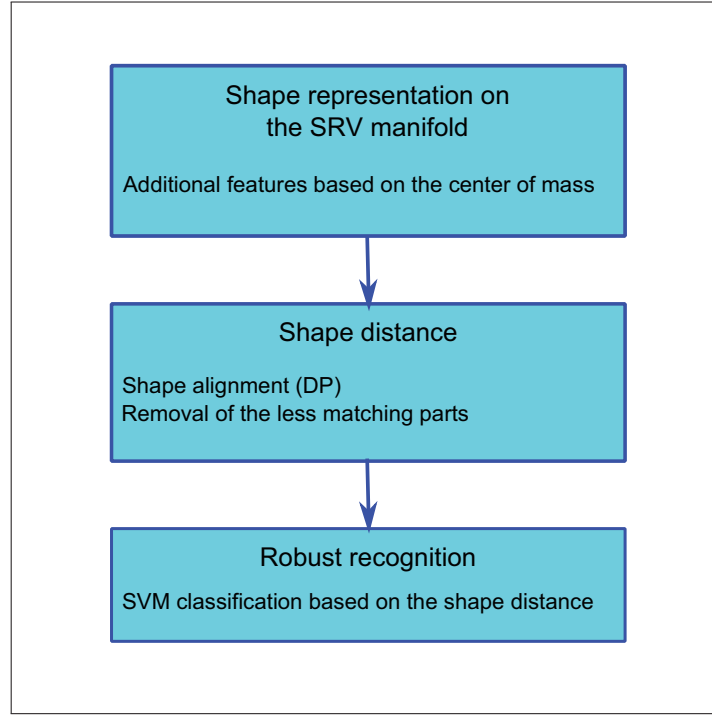 Shape representation on
the SRV manifold
Additional features based on the center of mass
Shape distance
Shape alignment (DP)
Removal of the less matching parts
Robust recognition
SVM classification based on the shape distance